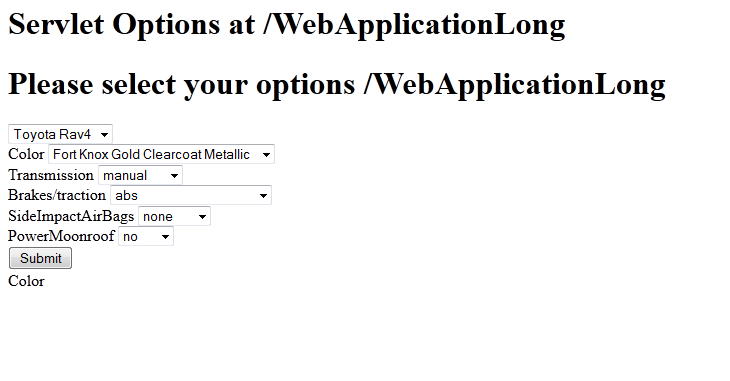 Servlet Options at /WebApplicationLong
Please select your options /WebApplicationLong
Toyota Rav4
Color Fort Knox Gold Clearcoat Metallic
Transmission manual
Brakes/traction abs
SideImpactAirBags none
PowerMoonroof no
Submit
Color